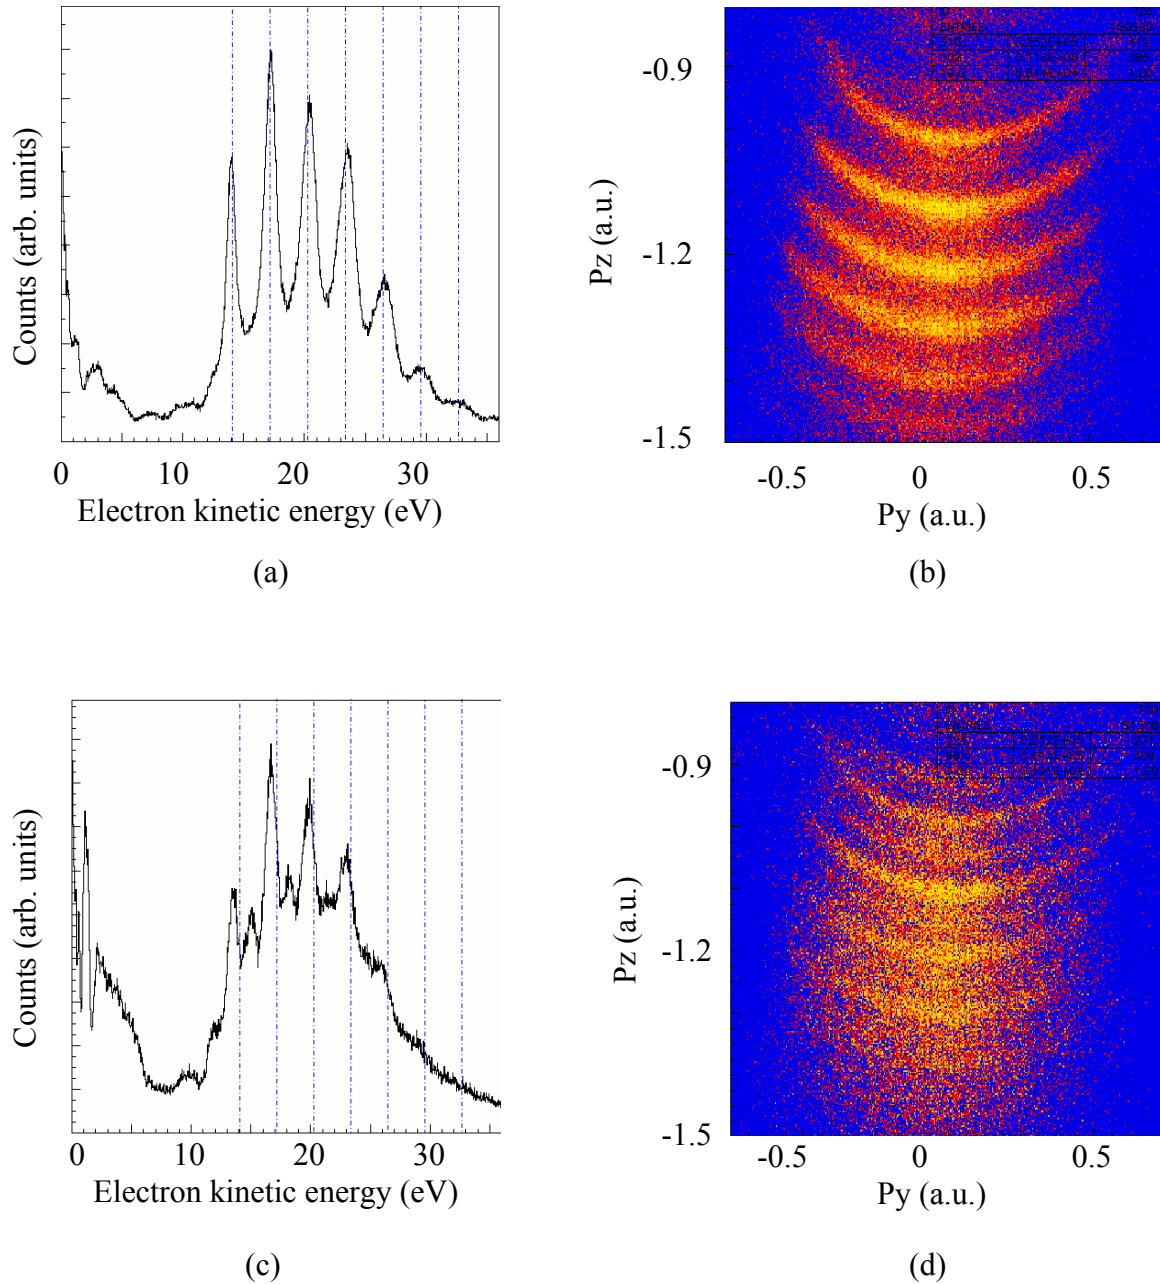 Counts (arb. units)
0 10 20 30
Electron kinetic energy (eV)
(a)
Pz (a.u.)
-0.9
-1.2
-1.5
-0.5 0 0.5
Py (a.u.)
(b)
Counts (arb. units)
0 10 20 30
Electron kinetic energy (eV)
(c)
Pz (a.u.)
-0.9
-1.2
-1.5
-0.5 0 0.5
Py (a.u.)
(d)